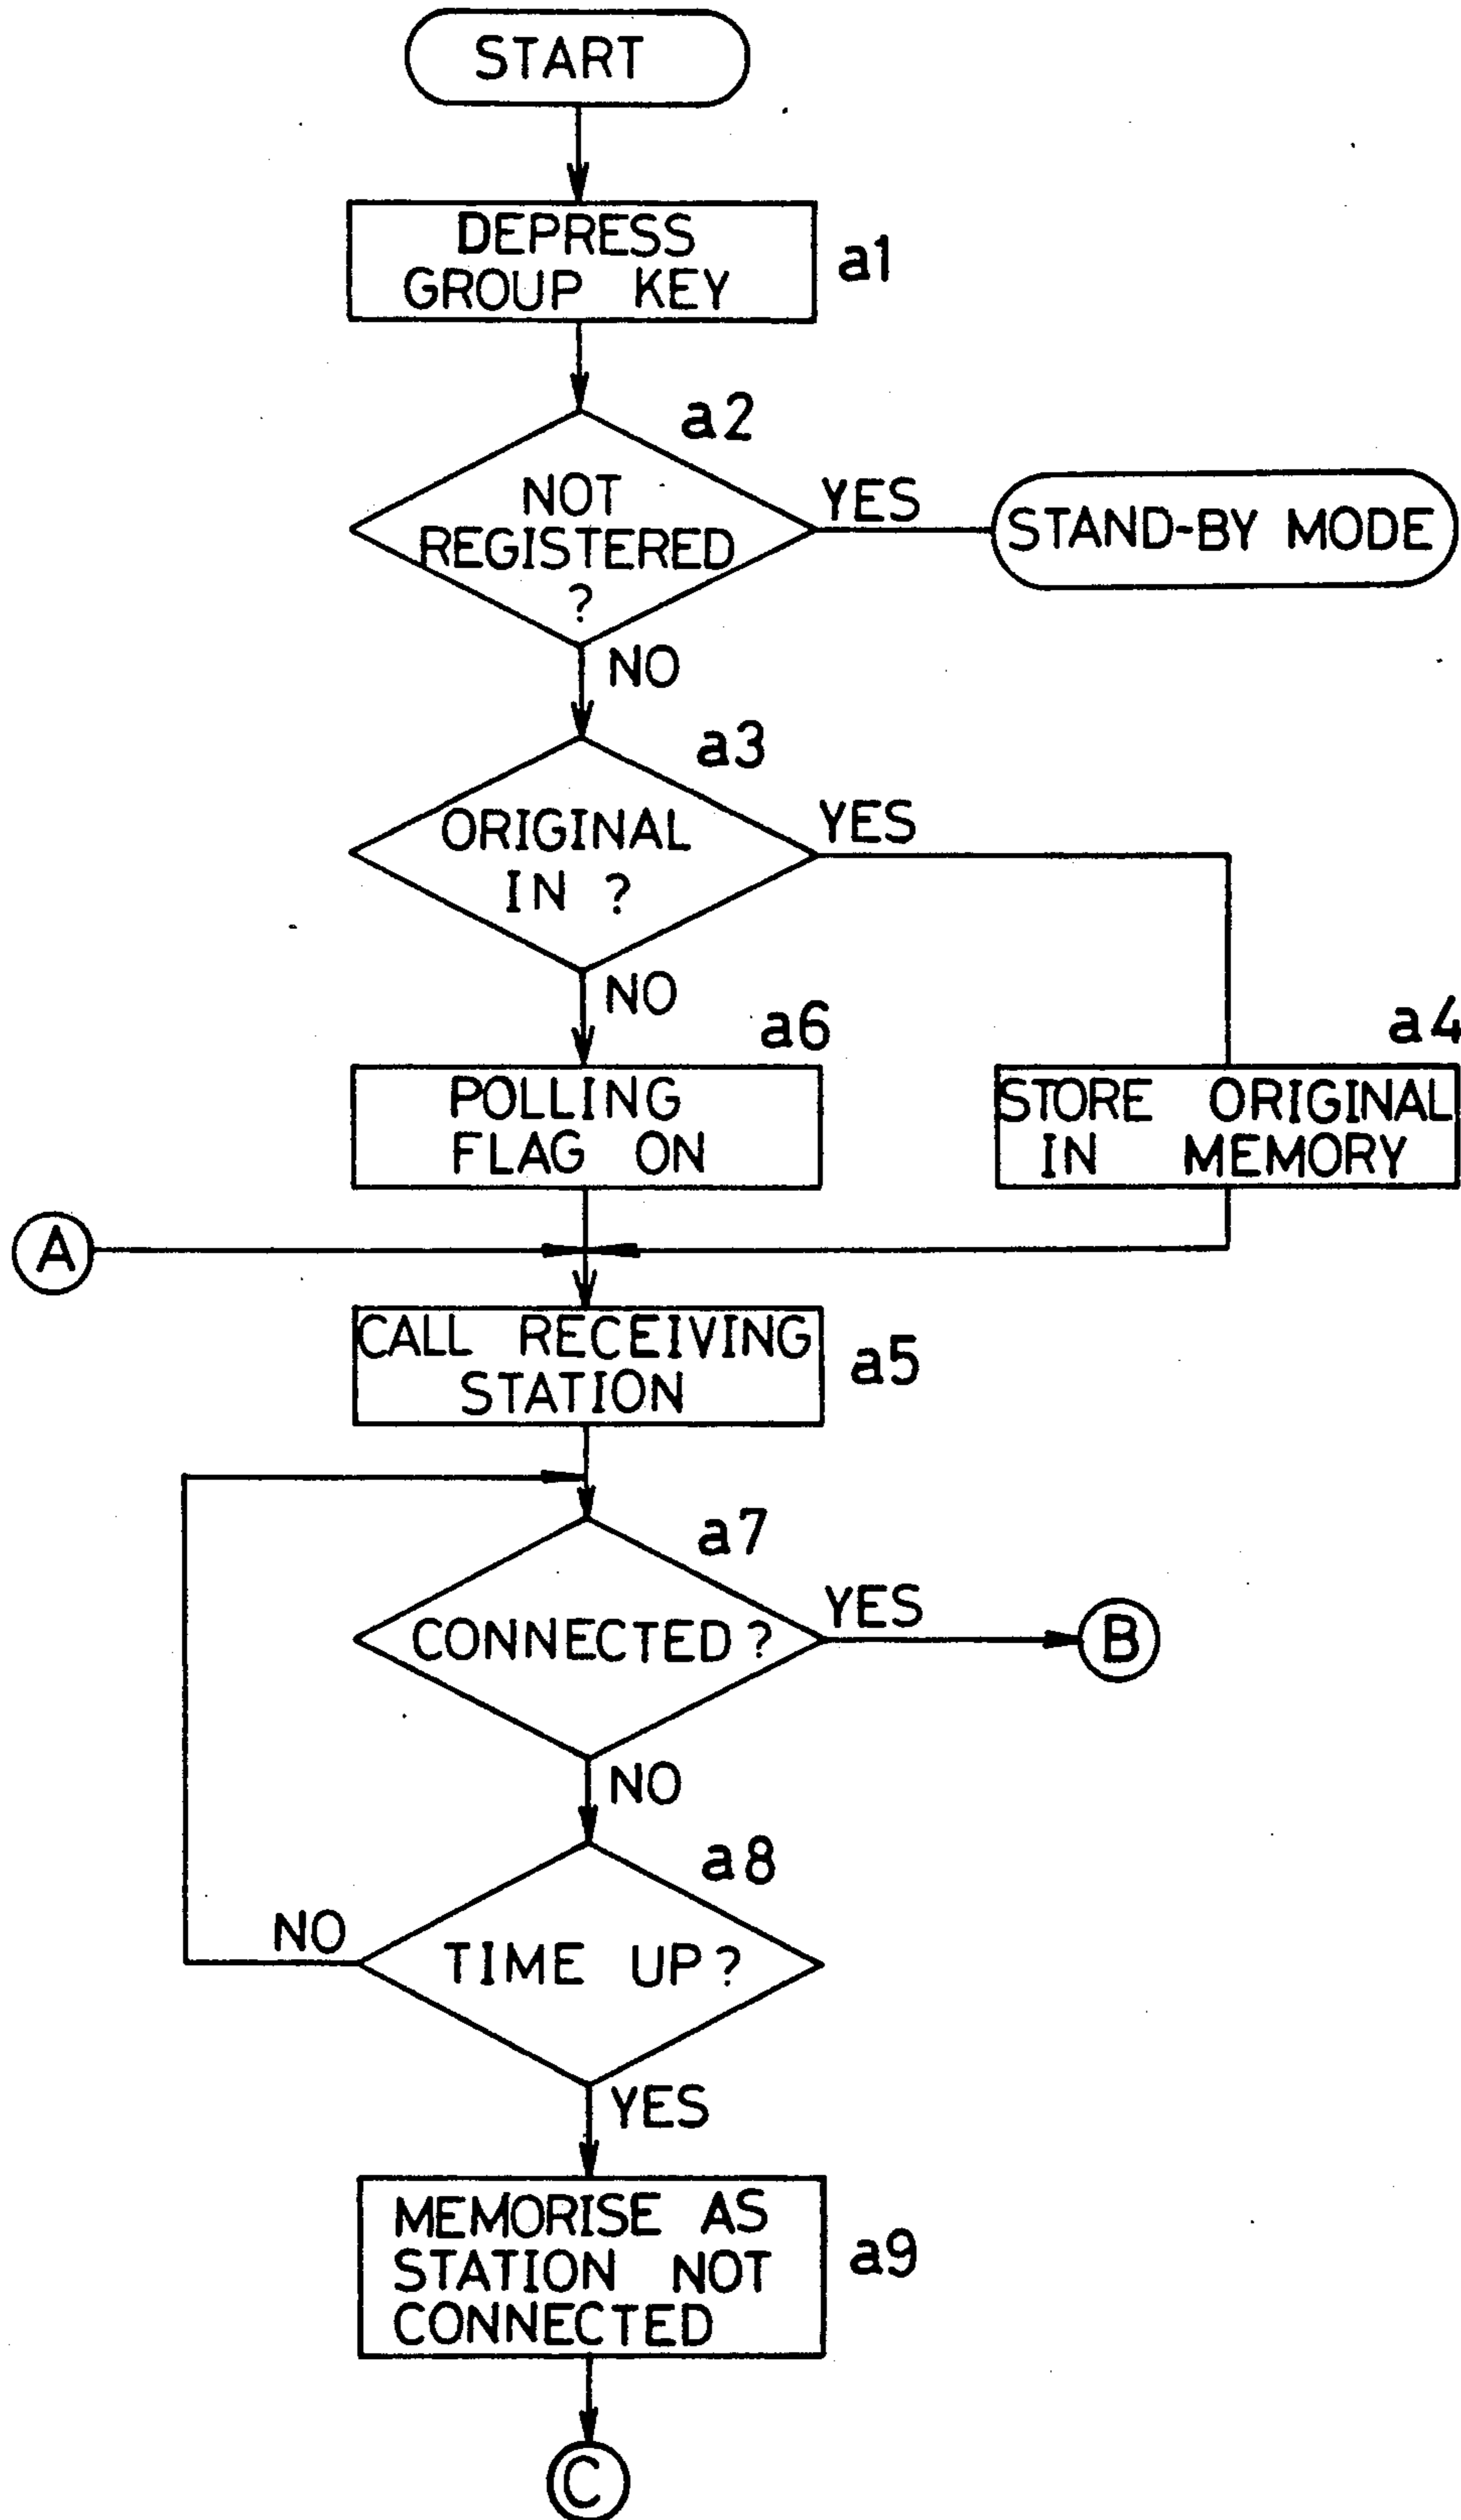 START
DEPRESS
GROUP KEY
a1
a2
NOT
REGISTERED
?
YES
STAND-BY MODE
NO
a3
ORIGINAL
IN ?
YES
NO
a6
POLLING
FLAG ON
a4
STORE ORIGINAL
IN MEMORY
A
CALL RECEIVING
STATION
a5
a7
CONNECTED ?
YES
B
NO
a8
NO
TIME UP ?
YES
MEMORISE AS
STATION NOT
CONNECTED
a9
C